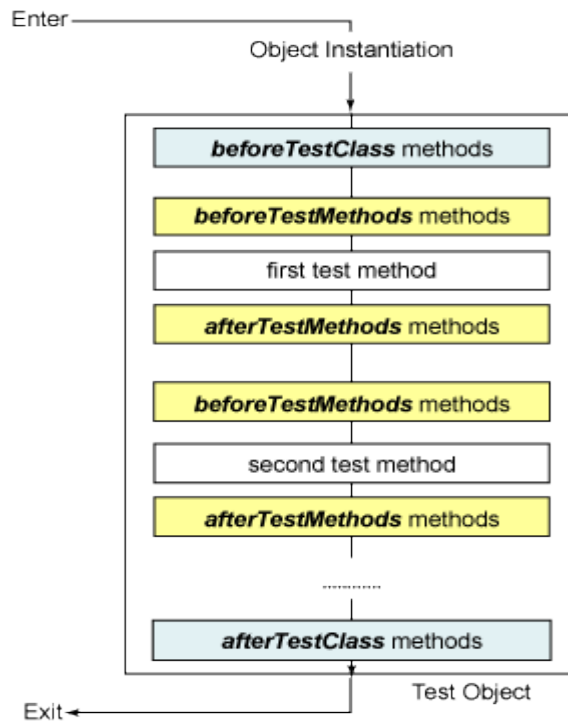 Enter
Object Instantiation
beforeTestClass methods
beforeTestMethods methods
first test method
afterTestMethods methods
beforeTestMethods methods
second test method
afterTestMethods methods
...............
afterTestClass methods
Test Object
Exit